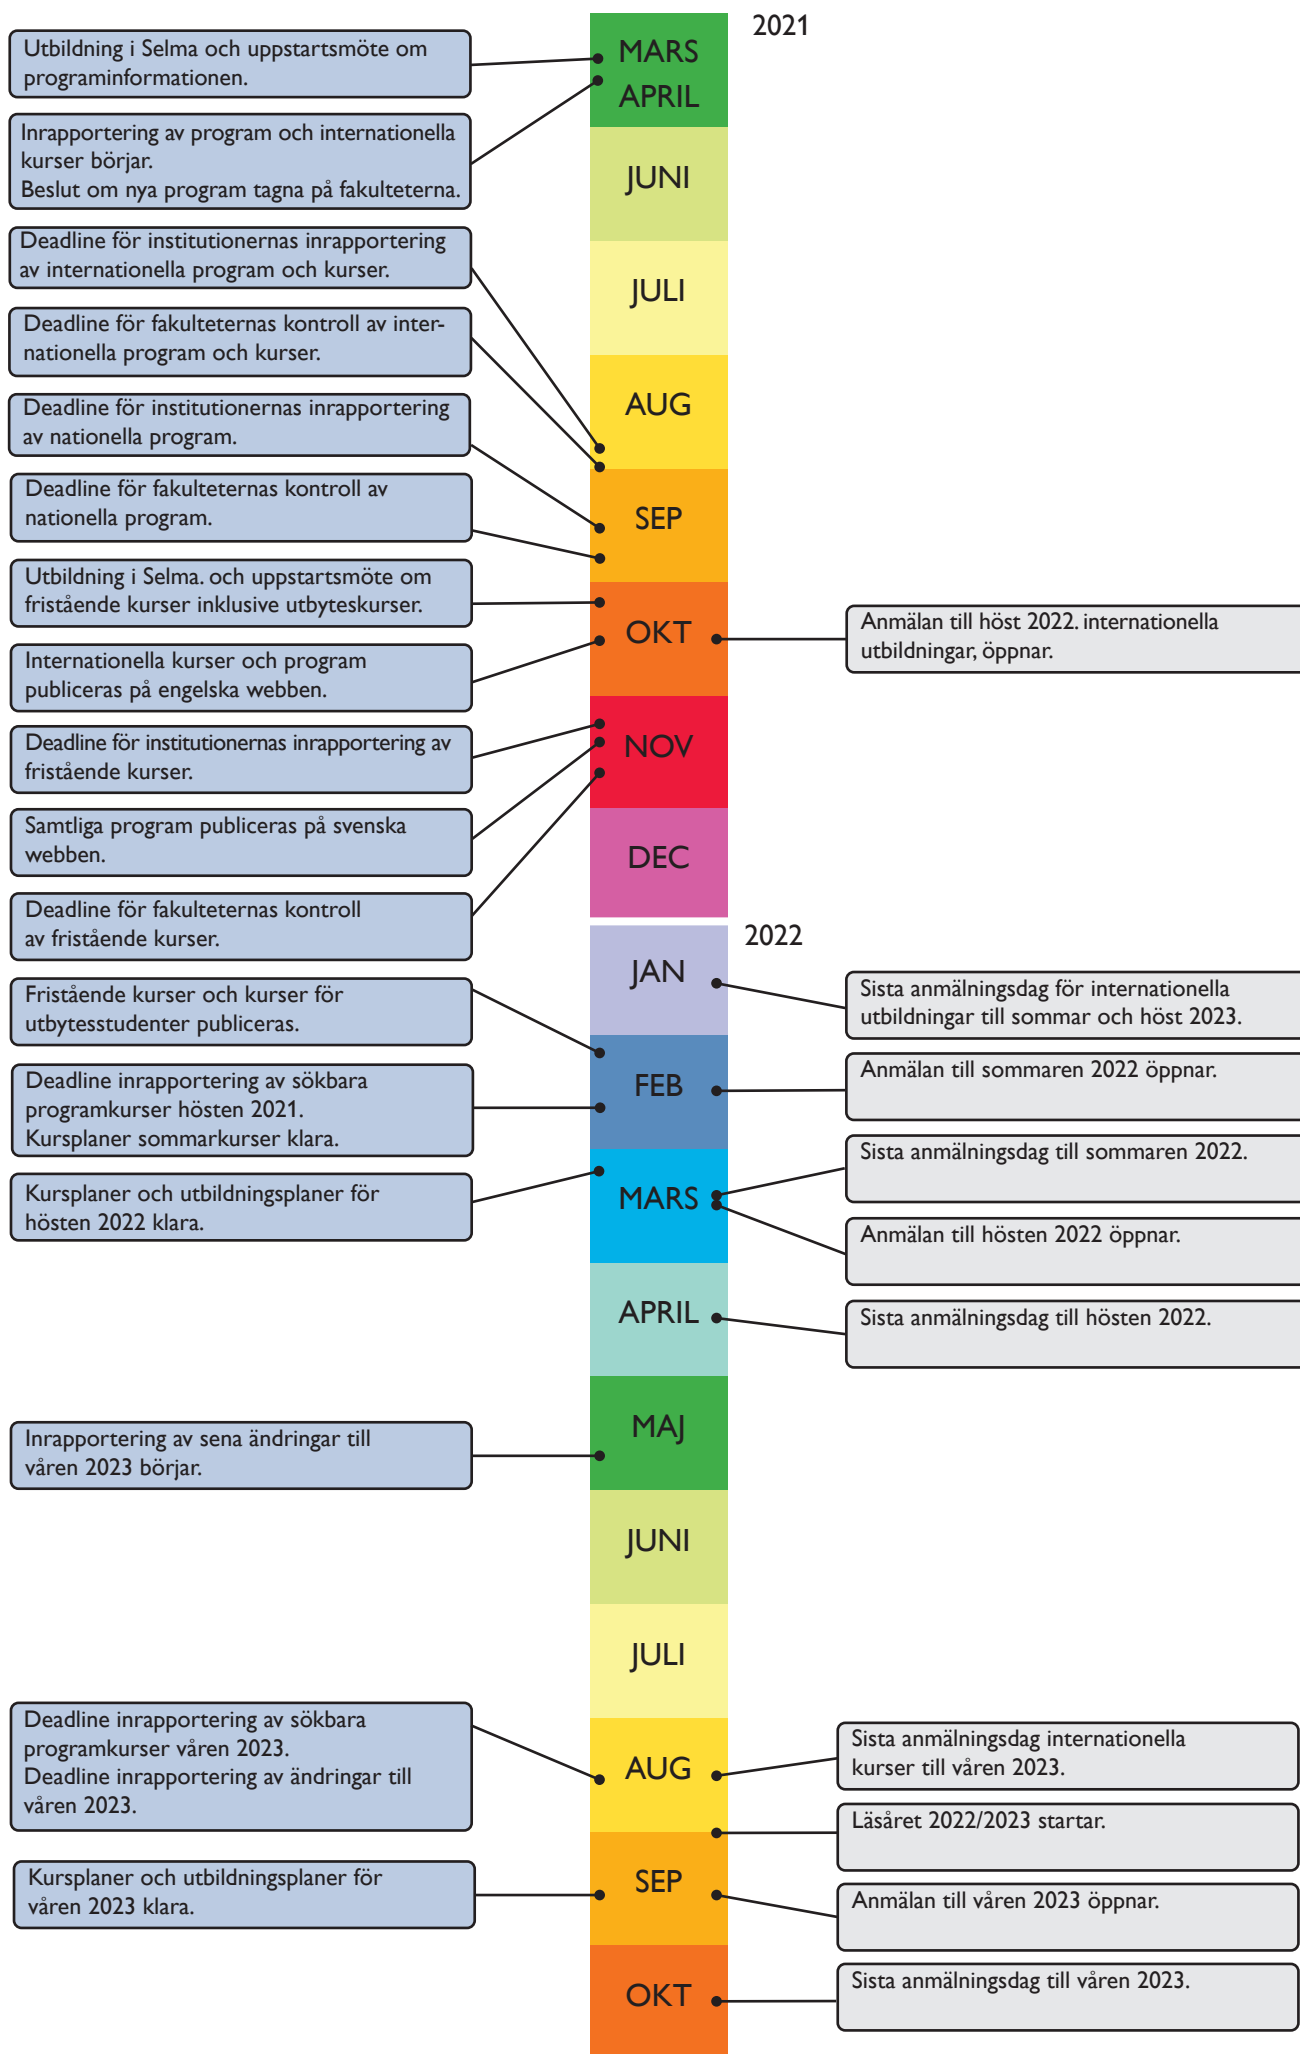 2021
MARS
APRIL
JUNI
JULI
AUG
SEP
OKT
NOV
DEC
2022
JAN
FEB
MARS
APRIL
MAJ
JUNI
JULI
AUG
SEP
OKT
Utbildning i Selma och uppstartsmöte om
programinformationen.
Inrapportering av program och internationella
kurser börjar.
Beslut om nya program tagna på fakulteterna.
Deadline för institutionernas inrapportering
av internationella program och kurser.
Deadline för fakulteternas kontroll av inter-
nationella program och kurser.
Deadline för institutionernas inrapportering
av nationella program.
Deadline för fakulteternas kontroll av
nationella program.
Utbildning i Selma. och uppstartsmöte om
fristående kurser inklusive utbyteskurser.
Internationella kurser och program
publiceras på engelska webben.
Deadline för institutionernas inrapportering av
fristående kurser.
Samtliga program publiceras på svenska
webben.
Deadline för fakulteternas kontroll
av fristående kurser.
Fristående kurser och kurser för
utbytesstudenter publiceras.
Deadline inrapportering av sökbara
programkurser hösten 2021.
Kursplaner sommarkurser klara.
Kursplaner och utbildningsplaner för
hösten 2022 klara.
Inrapportering av sena ändringar till
våren 2023 börjar.
Deadline inrapportering av sökbara
programkurser våren 2023.
Deadline inrapportering av ändringar till
våren 2023.
Kursplaner och utbildningsplaner för
våren 2023 klara.
Anmälan till höst 2022. internationella
utbildningar, öppnar.
Sista anmälningsdag för internationella
utbildningar till sommar och höst 2023.
Anmälan till sommaren 2022 öppnar.
Sista anmälningsdag till sommaren 2022.
Anmälan till hösten 2022 öppnar.
Sista anmälningsdag till hösten 2022.
Sista anmälningsdag internationella
kurser till våren 2023.
Läsåret 2022/2023 startar.
Anmälan till våren 2023 öppnar.
Sista anmälningsdag till våren 2023.